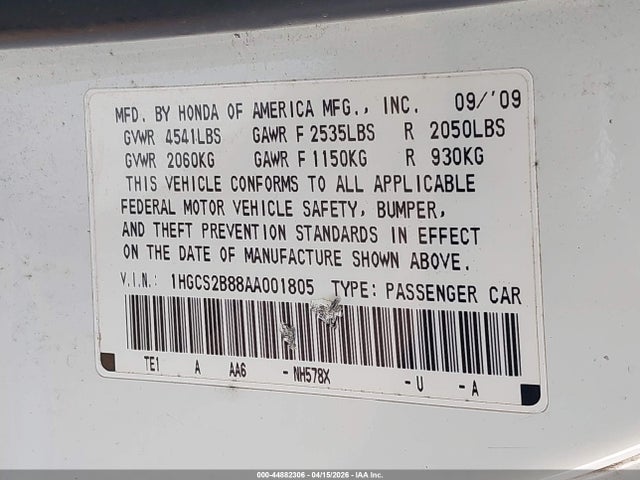 MFD. BY HONDA OF AMERICA MFG., INC. 09/'09
GVWR 4541LBS GAWR F 2535LBS R 2050LBS
GVWR 2060KG GAWR F 1150KG R 930KG
THIS VEHICLE CONFORMS TO ALL APPLICABLE
FEDERAL MOTOR VEHICLE SAFETY, BUMPER,
AND THEFT PREVENTION STANDARDS IN EFFECT
ON THE DATE OF MANUFACTURE SHOWN ABOVE.
V.I.N.: 1HGCS2B88AA001805 TYPE: PASSENGER CAR
TE1 A AA6 - NH578X - U - A
000-44882306 - 04/15/2026 - IAA Inc.